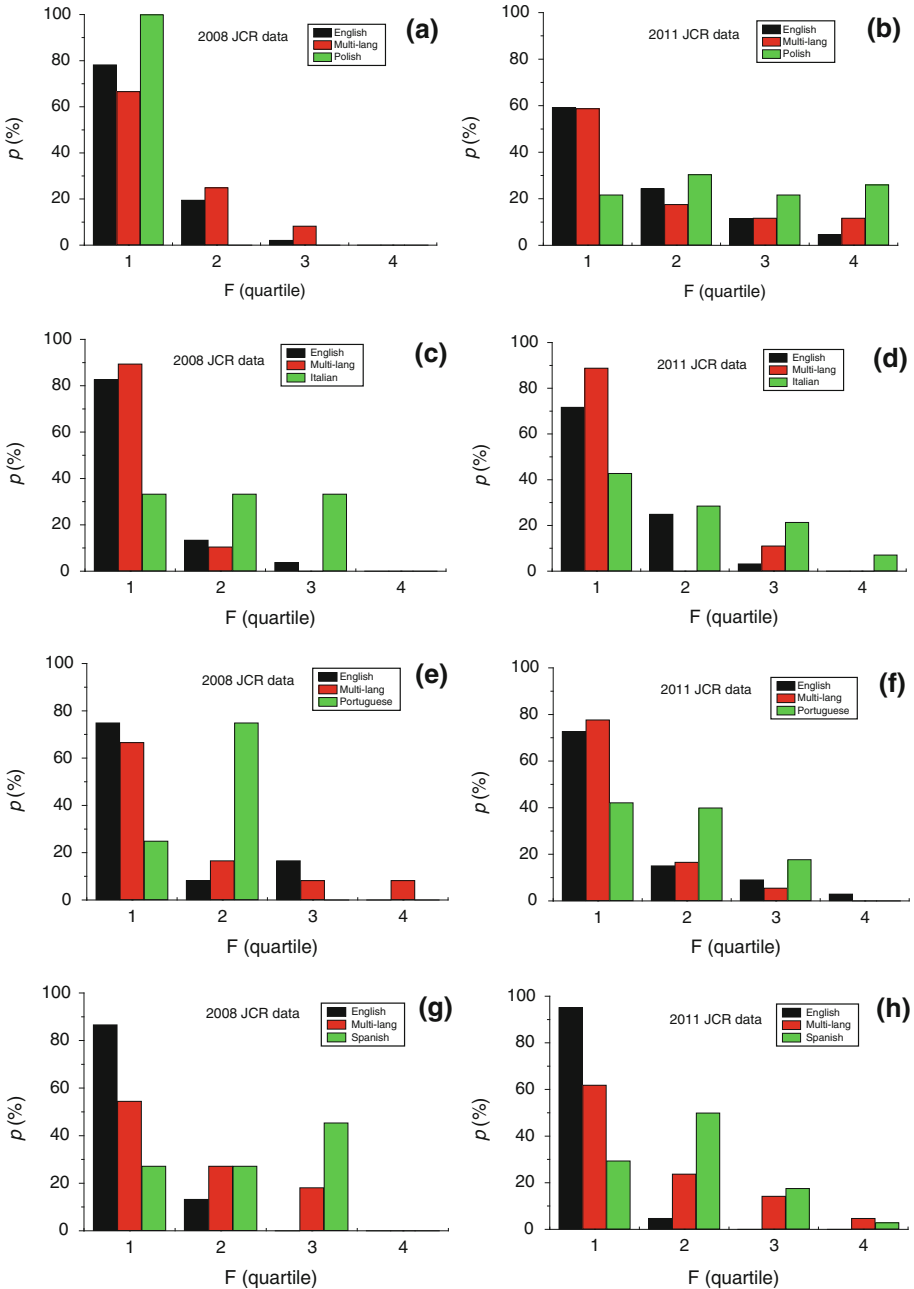 (a)
2008 JCR data
English
Multi-lang
Polish
100
80
60
40
20
0
p (%)
1 2 3 4
F (quartile)
(b)
2011 JCR data
English
Multi-lang
Polish
100
80
60
40
20
0
p (%)
1 2 3 4
F (quartile)
(c)
2008 JCR data
English
Multi-lang
Italian
100
80
60
40
20
0
p (%)
1 2 3 4
F (quartile)
(d)
2011 JCR data
English
Multi-lang
Italian
100
80
60
40
20
0
p (%)
1 2 3 4
F (quartile)
(e)
2008 JCR data
English
Multi-lang
Portuguese
100
80
60
40
20
0
p (%)
1 2 3 4
F (quartile)
(f)
2011 JCR data
English
Multi-lang
Portuguese
100
80
60
40
20
0
p (%)
1 2 3 4
F (quartile)
(g)
2008 JCR data
English
Multi-lang
Spanish
100
80
60
40
20
0
p (%)
1 2 3 4
F (quartile)
(h)
2011 JCR data
English
Multi-lang
Spanish
100
80
60
40
20
0
p (%)
1 2 3 4
F (quartile)